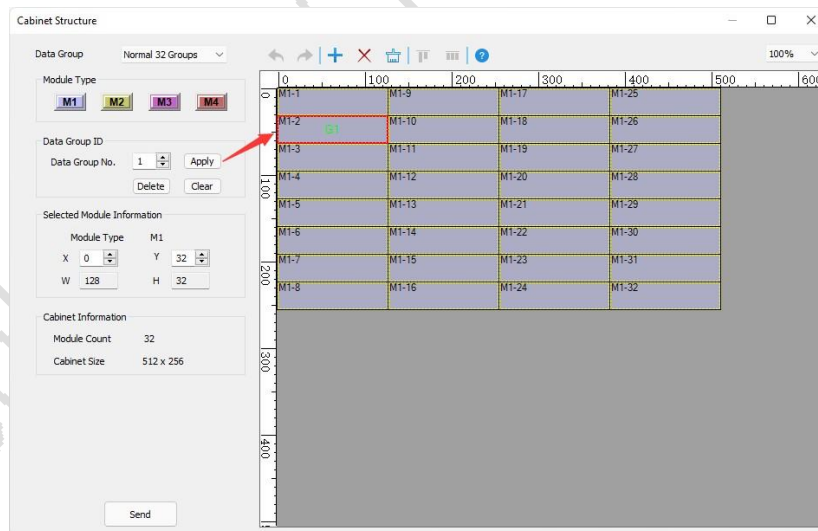 Cabinet Structure
Data Group Normal 32 Groups
100%
Module Type
M1 M2 M3 M4
Data Group ID
Data Group No. 1 Apply
Delete Clear
Selected Module Information
Module Type M1
X 0 Y 32
W 128 H 32
Cabinet Information
Module Count 32
Cabinet Size 512 x 256
Send
0 100 200 300 400 500 600
0
100
200
300
400
M1-1 M1-9 M1-17 M1-25
M1-2 G1 M1-10 M1-18 M1-26
M1-3 M1-11 M1-19 M1-27
M1-4 M1-12 M1-20 M1-28
M1-5 M1-13 M1-21 M1-29
M1-6 M1-14 M1-22 M1-30
M1-7 M1-15 M1-23 M1-31
M1-8 M1-16 M1-24 M1-32